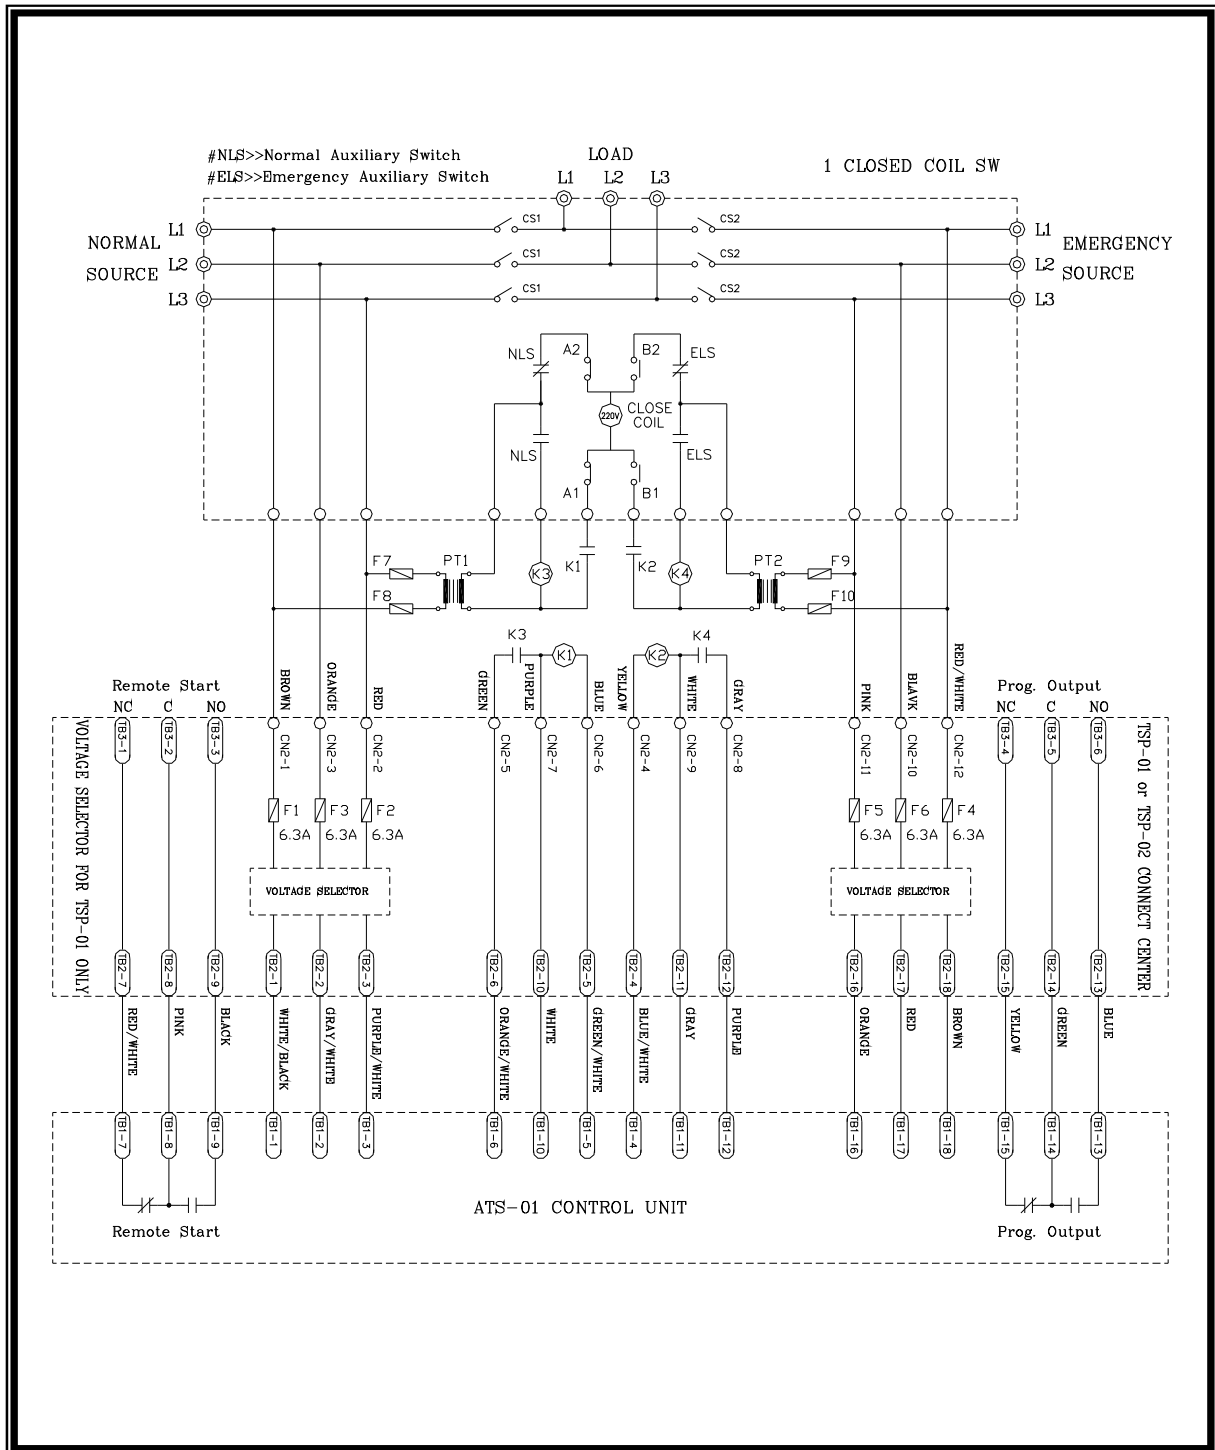 #NLS>>Normal Auxiliary Switch
#ELS>>Emergency Auxiliary Switch
LOAD
L1 L2 L3
1 CLOSED COIL SW
NORMAL
SOURCE
L1
L2
L3
CS1 CS2
CS1 CS2
CS1 CS2
L1
L2
L3
EMERGENCY
SOURCE
NLS A2 B2 ELS
220V CLOSE
COIL
NLS ELS
A1 B1
F7 PT1 K3 K1 K2 K4 PT2 F9
F8 F10
K3 K1 K2 K4
BROWN ORANGE RED GREEN PURPLE BLUE YELLOW WHITE GRAY PINK BLAVK RED/WHITE
Remote Start
NC C NO
Prog. Output
NC C NO
VOLTAGE SELECTOR FOR TSP-01 ONLY
TB3-1 TB3-2 TB3-3 CN2-1 CN2-3 CN2-2 CN2-5 CN2-7 CN2-6 CN2-4 CN2-9 CN2-8 CN2-11 CN2-10 CN2-12 TB3-4 TB3-5 TB3-6
TSP-01 or TSP-02 CONNECT CENTER
F1 F3 F2 F5 F6 F4
6.3A 6.3A 6.3A 6.3A 6.3A 6.3A
VOLTAGE SELECTOR VOLTAGE SELECTOR
TB2-7 TB2-8 TB2-9 TB2-1 TB2-2 TB2-3 TB2-6 TB2-10 TB2-5 TB2-4 TB2-11 TB2-12 TB2-16 TB2-17 TB2-18 TB2-15 TB2-14 TB2-13
RED/WHITE PINK BLACK WHITE/BLACK GRAY/WHITE PURPLE/WHITE ORANGE/WHITE WHITE GREEN/WHITE BLUE/WHITE GRAY PURPLE ORANGE RED BROWN YELLOW GREEN BLUE
TB1-7 TB1-8 TB1-9 TB1-1 TB1-2 TB1-3 TB1-6 TB1-10 TB1-5 TB1-4 TB1-11 TB1-12 TB1-16 TB1-17 TB1-18 TB1-15 TB1-14 TB1-13
ATS-01 CONTROL UNIT
Remote Start
Prog. Output